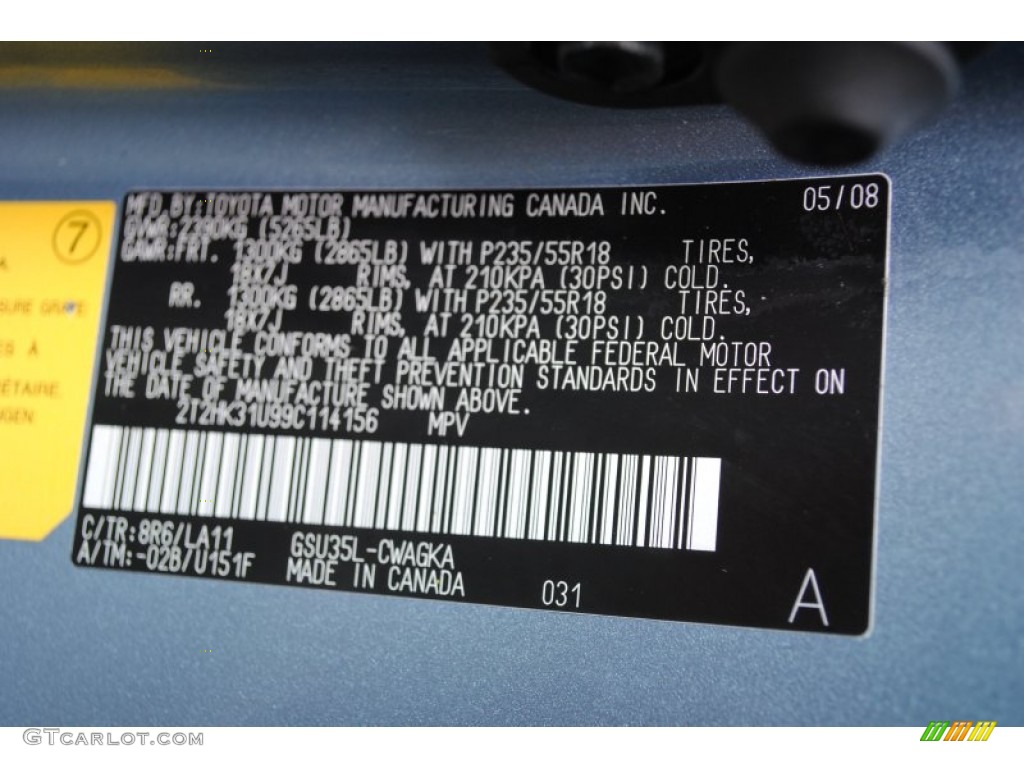 MFD BY:TOYOTA MOTOR MANUFACTURING CANADA INC. 05/08
GVWR:2390KG (5265LB)
GAWR:FRT. 1300KG (2865LB) WITH P235/55R18 TIRES,
18X7J RIMS, AT 210KPA (30PSI) COLD.
RR. 1300KG (2865LB) WITH P235/55R18 TIRES,
18X7J RIMS, AT 210KPA (30PSI) COLD.
THIS VEHICLE CONFORMS TO ALL APPLICABLE FEDERAL MOTOR
VEHICLE SAFETY AND THEFT PREVENTION STANDARDS IN EFFECT ON
THE DATE OF MANUFACTURE SHOWN ABOVE.
2T2HK31U99C114156 MPV
C/TR:8R6/LA11 GSU35L-CWAGKA
A/TM:-02B/U151F MADE IN CANADA
031
A
7
À
GTCarLot.com